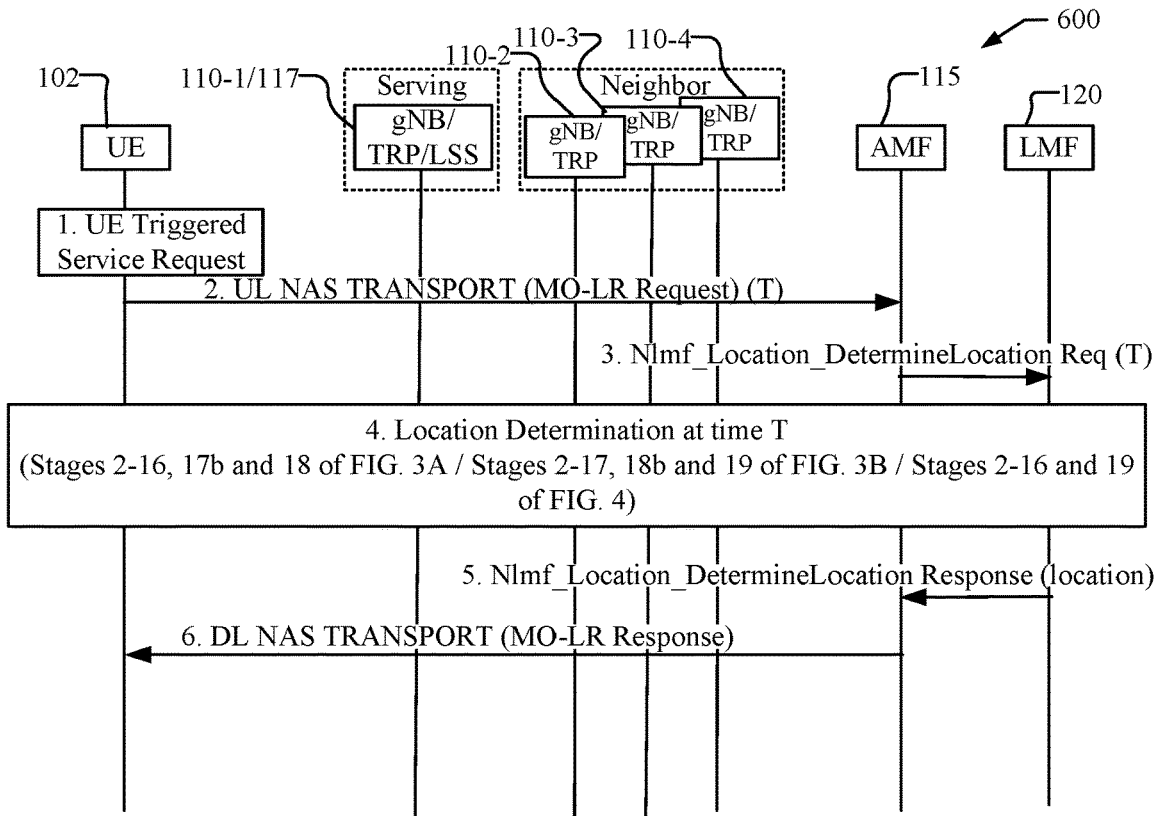 600
110-3
110-4
110-2
102
110-1/117
Serving
Neighbor
115
120
UE
gNB/
TRP/LSS
gNB/
TRP
gNB/
TRP
gNB/
TRP
AMF
LMF
1. UE Triggered
Service Request
2. UL NAS TRANSPORT (MO-LR Request) (T)
3. Nlmf_Location_DetermineLocation Req (T)
4. Location Determination at time T
(Stages 2-16, 17b and 18 of FIG. 3A / Stages 2-17, 18b and 19 of FIG. 3B / Stages 2-16 and 19
of FIG. 4)
5. Nlmf_Location_DetermineLocation Response (location)
6. DL NAS TRANSPORT (MO-LR Response)